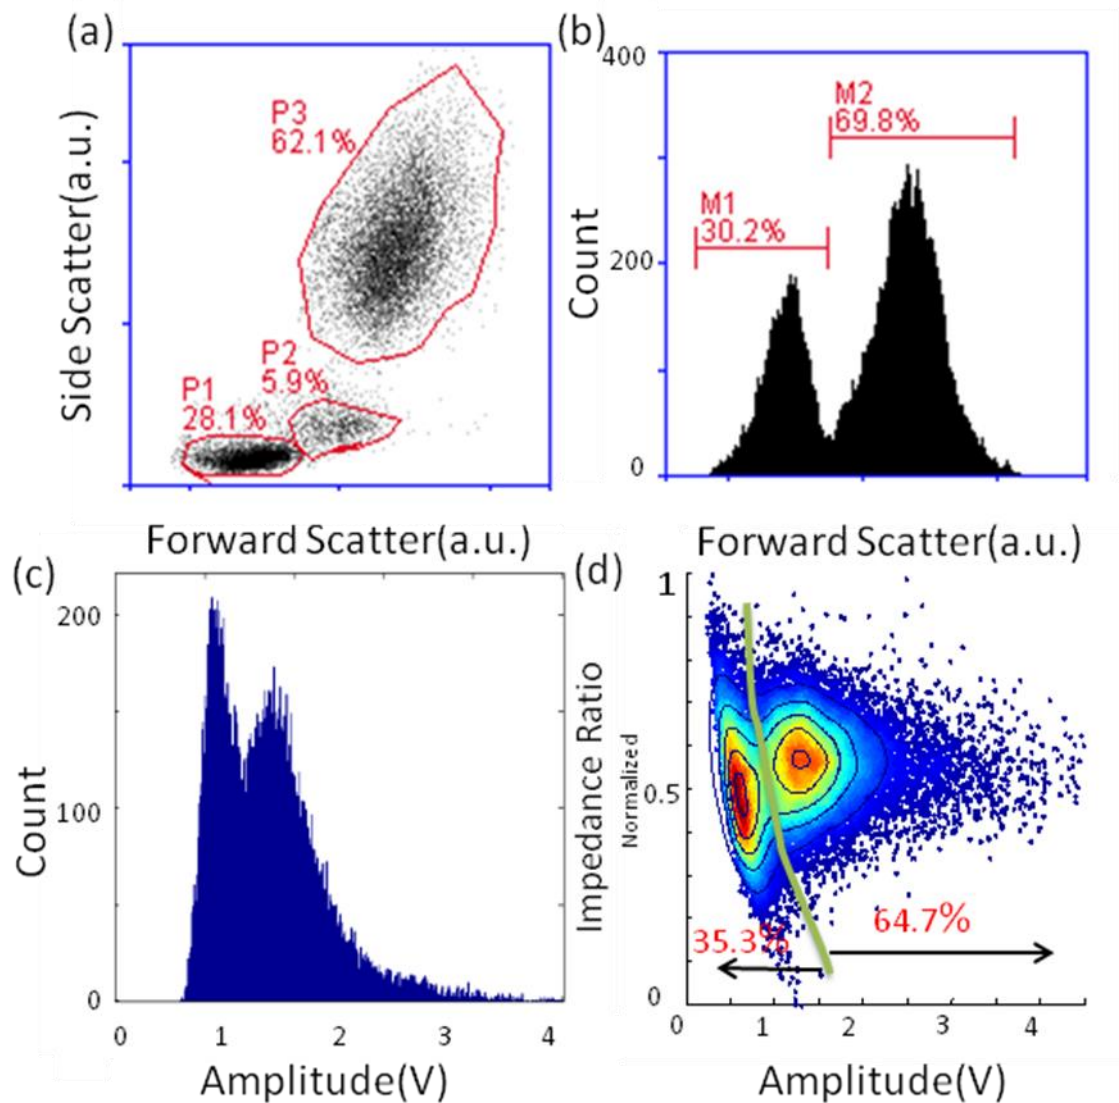 (a)
Side Scatter(a.u.)
P3
62.1%
P2
5.9%
P1
28.1%
Forward Scatter(a.u.)
(b)
400
200
0
Count
M2
69.8%
M1
30.2%
Forward Scatter(a.u.)
(c)
200
100
0
Count
0 1 2 3 4
Amplitude(V)
(d)
1
0.5
0
Impedance Ratio
Normalized
35.3%
64.7%
0 1 2 3 4
Amplitude(V)